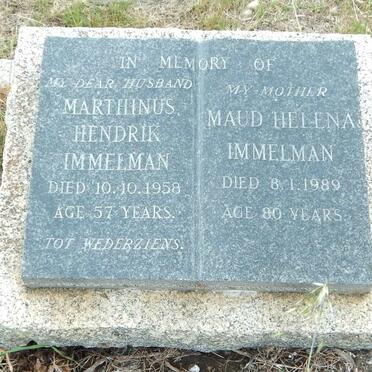 IN MEMORY OF
MY DEAR HUSBAND
MARTHINUS
HENDRIK
IMMELMAN
DIED 10.10.1958
AGE 57 YEARS.
TOT WEDERZIENS.
MY MOTHER
MAUD HELENA
IMMELMAN
DIED 8.1.1989
AGE 80 YEARS